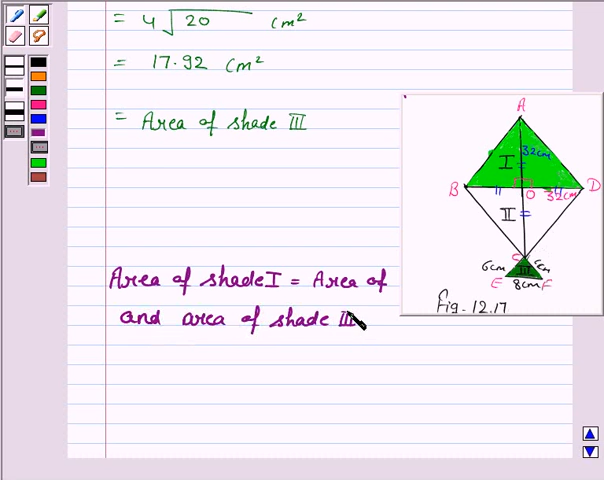 = 4√20 cm²
= 17.92 cm²
= Area of shade III
Area of shade I = Area of
and area of shade III
A
I
32cm
B
O
32cm
D
II
C
6cm
6cm
III
E
8cm
F
Fig - 12.17